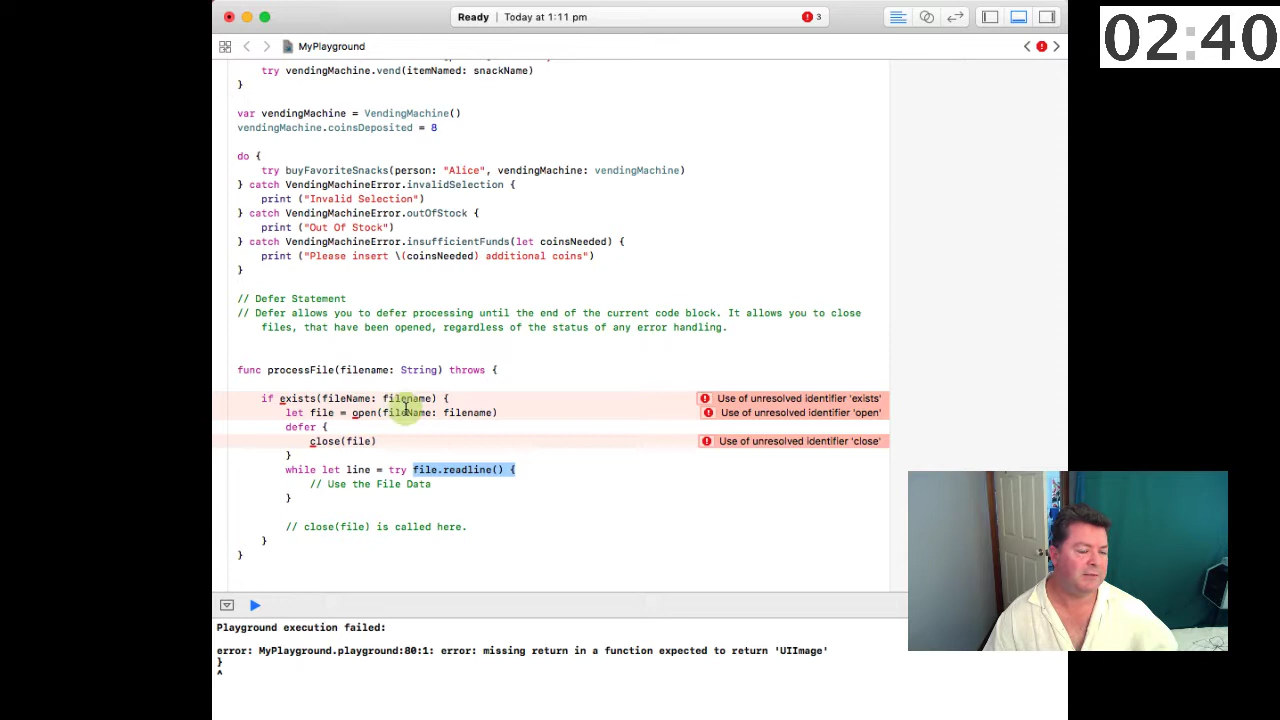 Ready | Today at 1:11 pm
3
02:40
MyPlayground
try vendingMachine.vend(itemNamed: snackName)
}
var vendingMachine = VendingMachine()
vendingMachine.coinsDeposited = 8
do {
try buyFavoriteSnacks(person: "Alice", vendingMachine: vendingMachine)
} catch VendingMachineError.invalidSelection {
print ("Invalid Selection")
} catch VendingMachineError.outOfStock {
print ("Out Of Stock")
} catch VendingMachineError.insufficientFunds(let coinsNeeded) {
print ("Please insert \(coinsNeeded) additional coins")
}
// Defer Statement
// Defer allows you to defer processing until the end of the current code block. It allows you to close
files, that have been opened, regardless of the status of any error handling.
func processFile(filename: String) throws {
if exists(fileName: filename) { Use of unresolved identifier 'exists'
let file = open(fileName: filename) Use of unresolved identifier 'open'
defer {
close(file) Use of unresolved identifier 'close'
}
while let line = try file.readline() {
// Use the File Data
}
// close(file) is called here.
}
}
Playground execution failed:
error: MyPlayground.playground:80:1: error: missing return in a function expected to return 'UIImage'
}
^